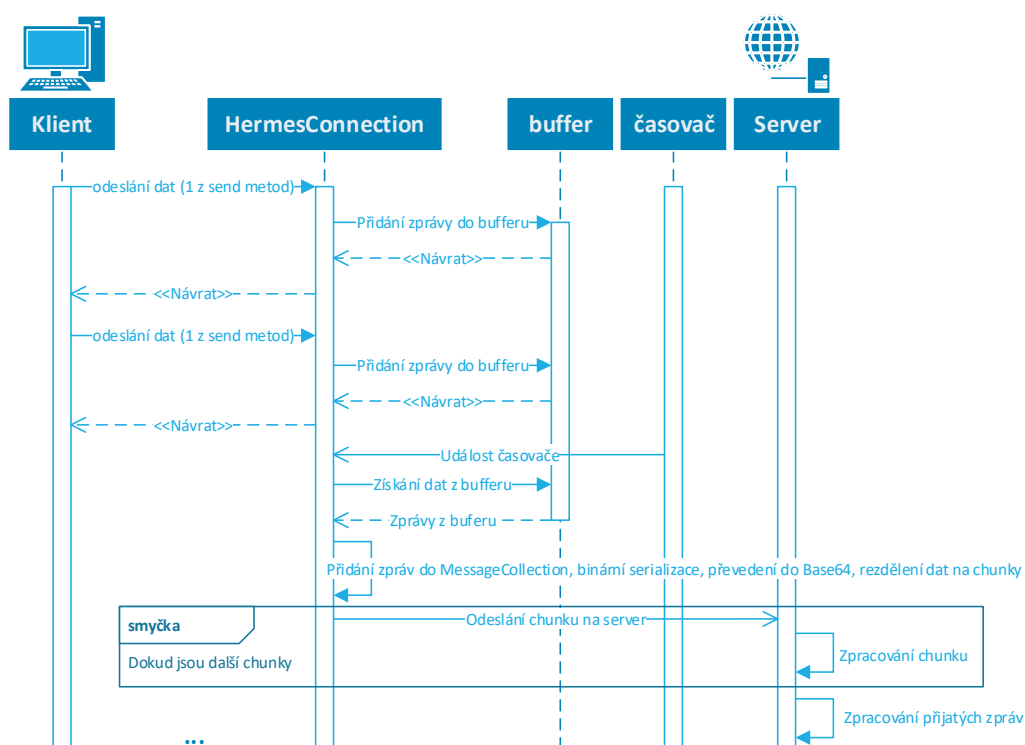 Klient
HermesConnection
buffer
časovač
Server
odeslání dat (1 z send metod)
Přidání zprávy do bufferu
<<Návrat>>
<<Návrat>>
odeslání dat (1 z send metod)
Přidání zprávy do bufferu
<<Návrat>>
<<Návrat>>
Událost časovače
Získání dat z bufferu
Zprávy z buferu
Přidání zpráv do MessageCollection, binární serializace, převedení do Base64, rezdělení dat na chunky
Odeslání chunku na server
smyčka
Zpracování chunku
Dokud jsou další chunky
Zpracování přijatých zpráv
...